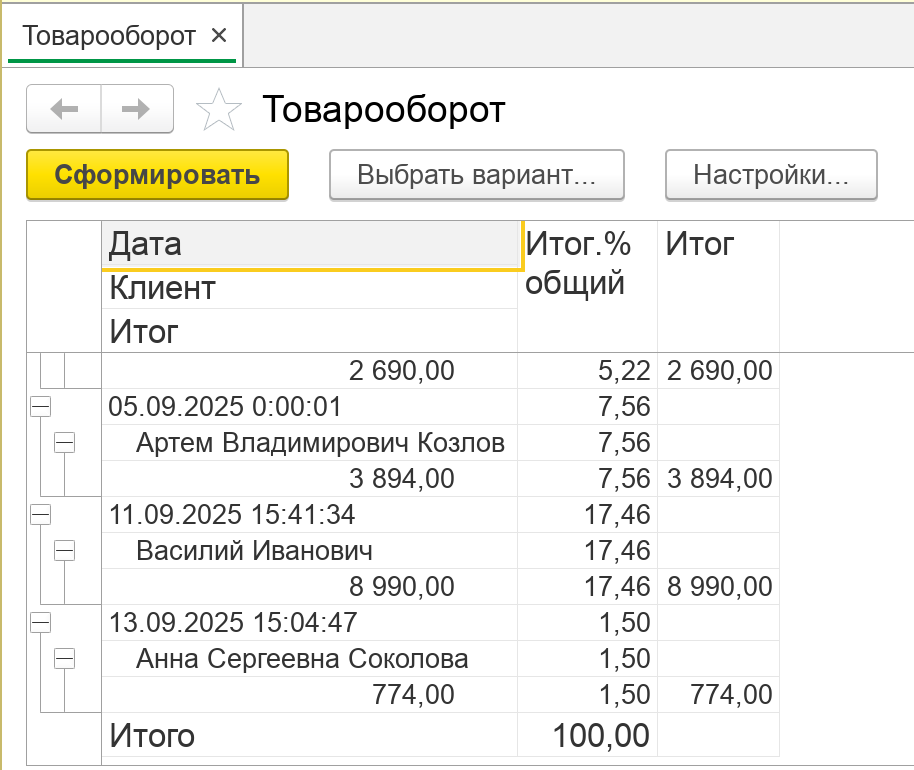 Товарооборот ×
Товарооборот
Сформировать Выбрать вариант... Настройки...
Дата Итог.% общий Итог
Клиент
Итог
2 690,00 5,22 2 690,00
05.09.2025 0:00:01 7,56
Артем Владимирович Козлов 7,56
3 894,00 7,56 3 894,00
11.09.2025 15:41:34 17,46
Василий Иванович 17,46
8 990,00 17,46 8 990,00
13.09.2025 15:04:47 1,50
Анна Сергеевна Соколова 1,50
774,00 1,50 774,00
Итого 100,00